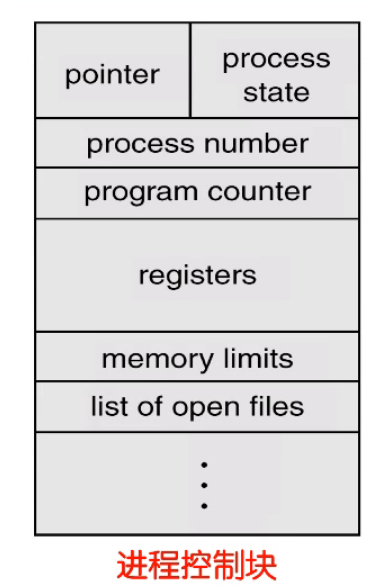 pointer
process
state
process number
program counter
registers
memory limits
list of open files
进程控制块